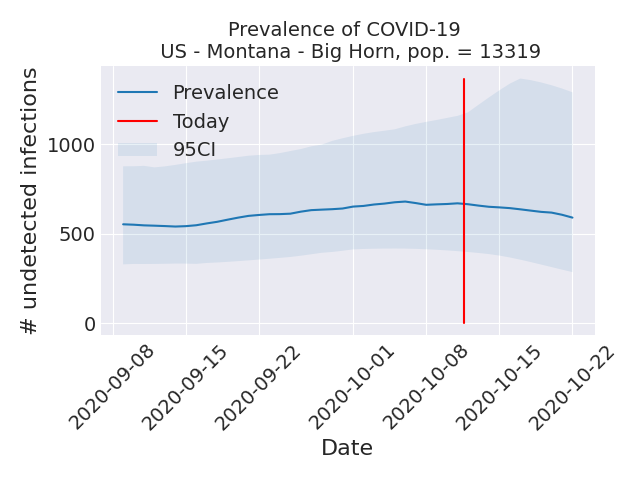 Prevalence of COVID-19
US - Montana - Big Horn, pop. = 13319
# undetected infections
Prevalence
Today
95CI
1000
500
0
2020-09-08
2020-09-15
2020-09-22
2020-10-01
2020-10-08
2020-10-15
2020-10-22
Date